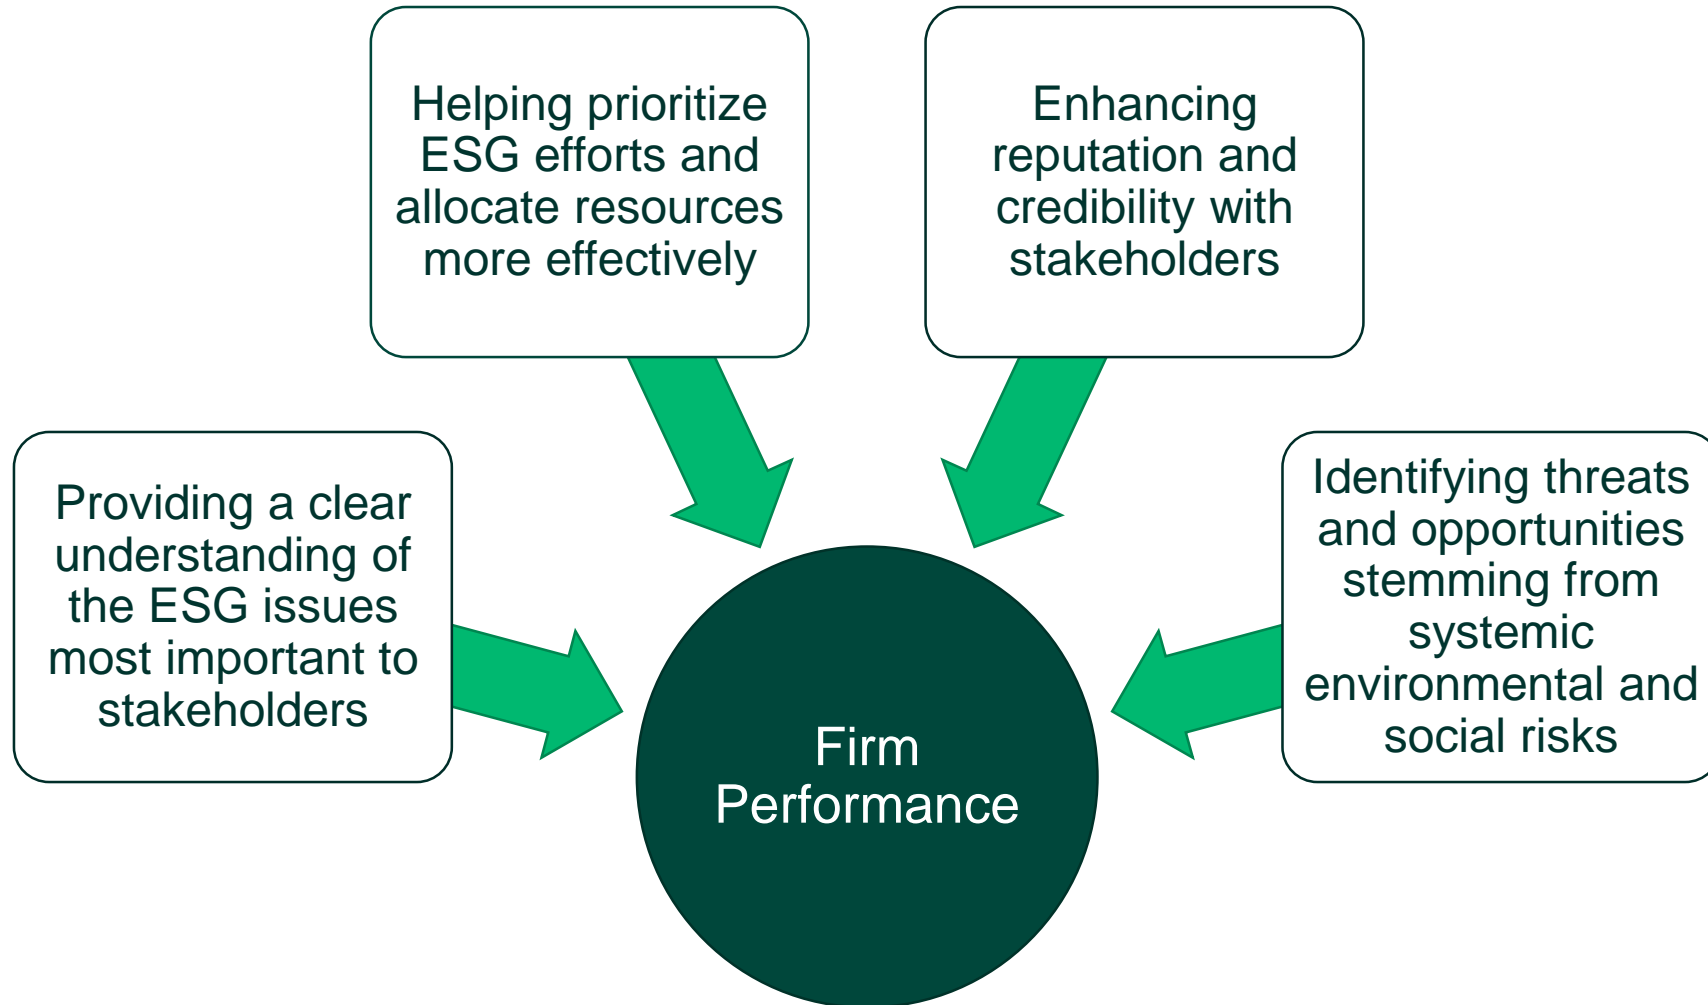 Helping prioritize
ESG efforts and
allocate resources
more effectively
Enhancing
reputation and
credibility with
stakeholders
Providing a clear
understanding of
the ESG issues
most important to
stakeholders
Identifying threats
and opportunities
stemming from
systemic
environmental and
social risks
Firm
Performance